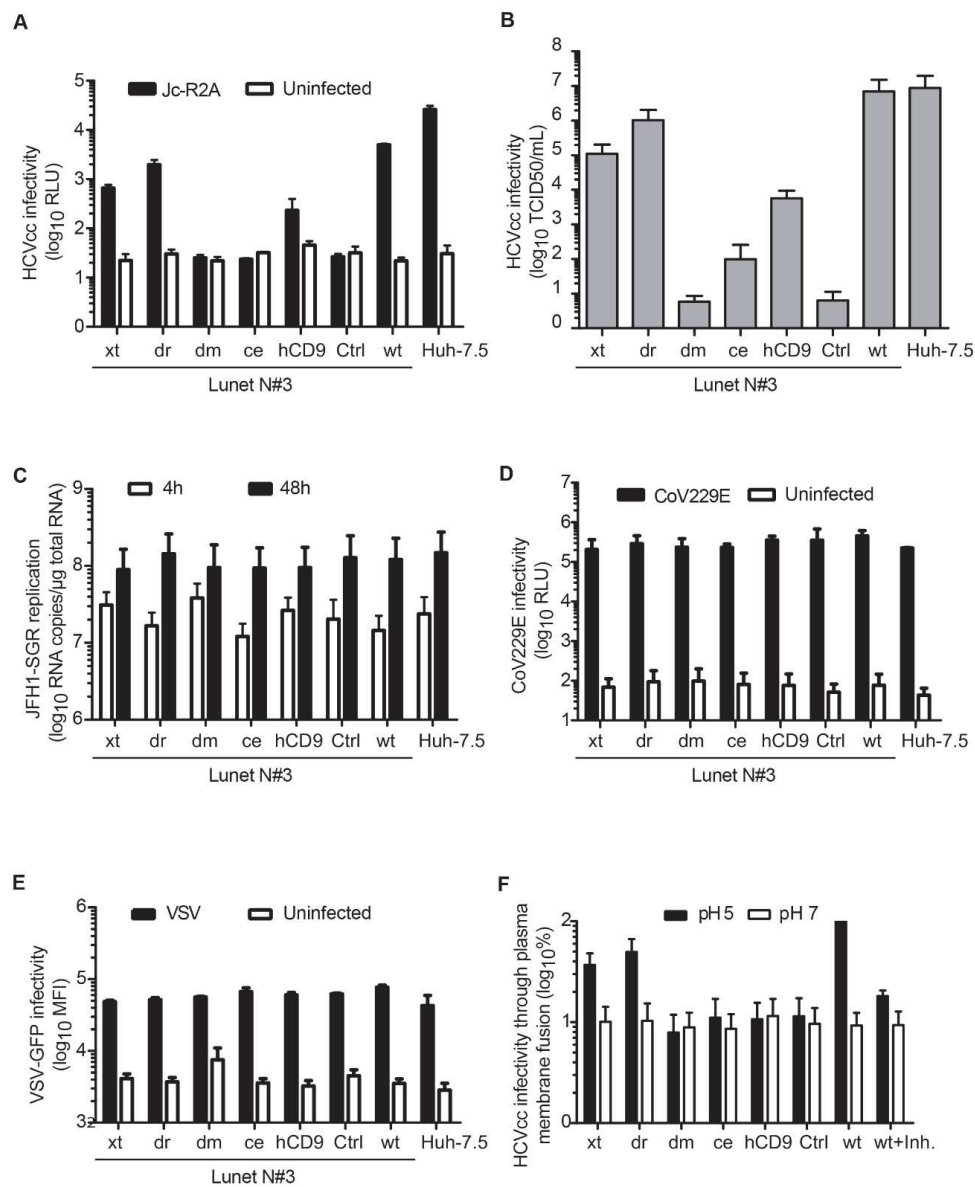 A
HCVcc infectivity
(log10 RLU)
5
4
3
2
1
0
Jc-R2A
Uninfected
xt dr dm ce hCD9 Ctrl wt Huh-7.5
Lunet N#3
B
HCVcc infectivity
(log10 TCID50/mL)
8
7
6
5
4
2
1
0
xt dr dm ce hCD9 Ctrl wt Huh-7.5
Lunet N#3
C
JFH1-SGR replication
(log10 RNA copies/µg total RNA)
9
8
7
6
4h
48h
xt dr dm ce hCD9 Ctrl wt Huh-7.5
Lunet N#3
D
CoV229E infectivity
(log10 RLU)
7
6
5
4
3
2
1
CoV229E
Uninfected
xt dr dm ce hCD9 Ctrl wt Huh-7.5
Lunet N#3
E
VSV-GFP infectivity
(log10 MFI)
6
5
4
32
VSV
Uninfected
xt dr dm ce hCD9 Ctrl wt Huh-7.5
Lunet N#3
F
HCVcc infectivity through plasma
membrane fusion (log10%)
2
1
0
pH 5
pH 7
xt dr dm ce hCD9 Ctrl wt wt+Inh.